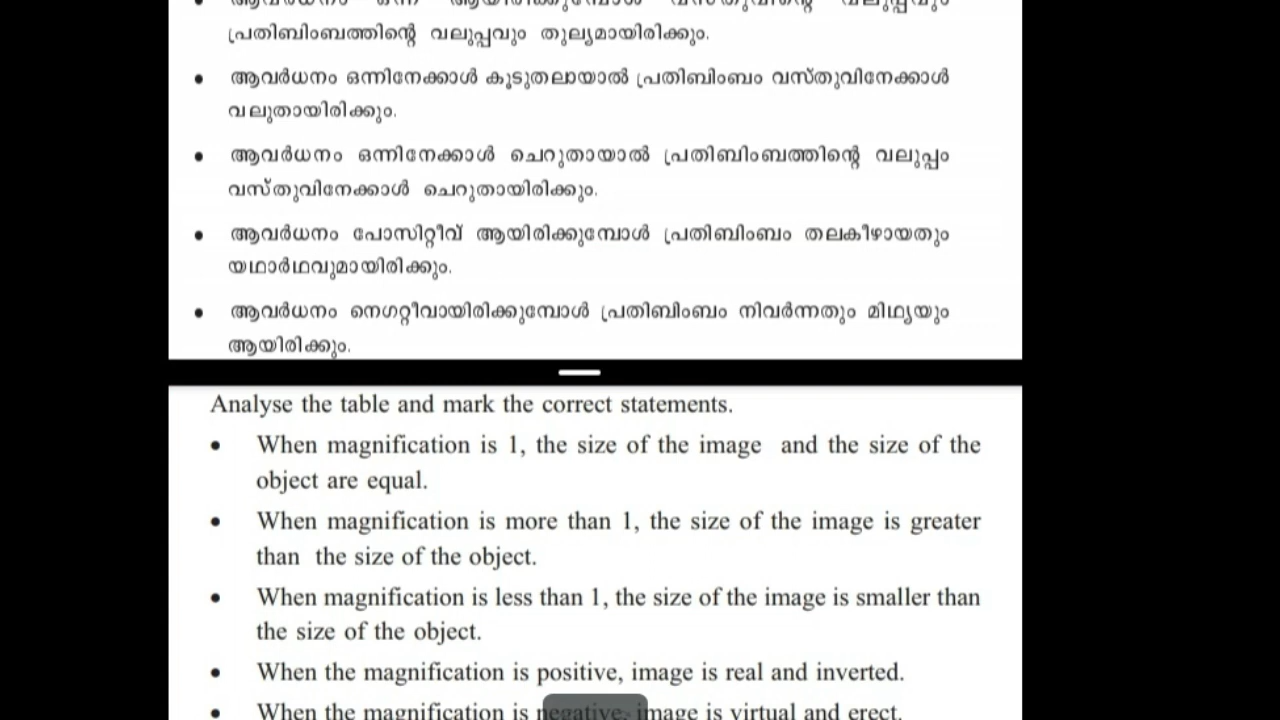 ആവർധനം ഒന്ന് ആയിരിക്കുമ്പോൾ വസ്തുവിന്റെ വലുപ്പവും
പ്രതിബിംബത്തിന്റെ വലുപ്പവും തുല്യമായിരിക്കും.
• ആവർധനം ഒന്നിനേക്കാൾ കൂടുതലായാൽ പ്രതിബിംബം വസ്തുവിനേക്കാൾ
വലുതായിരിക്കും.
• ആവർധനം ഒന്നിനേക്കാൾ ചെറുതായാൽ പ്രതിബിംബത്തിന്റെ വലുപ്പം
വസ്തുവിനേക്കാൾ ചെറുതായിരിക്കും.
• ആവർധനം പോസിറ്റീവ് ആയിരിക്കുമ്പോൾ പ്രതിബിംബം തലകീഴായതും
യഥാർഥവുമായിരിക്കും.
• ആവർധനം നെഗറ്റീവായിരിക്കുമ്പോൾ പ്രതിബിംബം നിവർന്നതും മിഥ്യയും
ആയിരിക്കും.
Analyse the table and mark the correct statements.
• When magnification is 1, the size of the image and the size of the
object are equal.
• When magnification is more than 1, the size of the image is greater
than the size of the object.
• When magnification is less than 1, the size of the image is smaller than
the size of the object.
• When the magnification is positive, image is real and inverted.
• When the magnification is negative, image is virtual and erect.